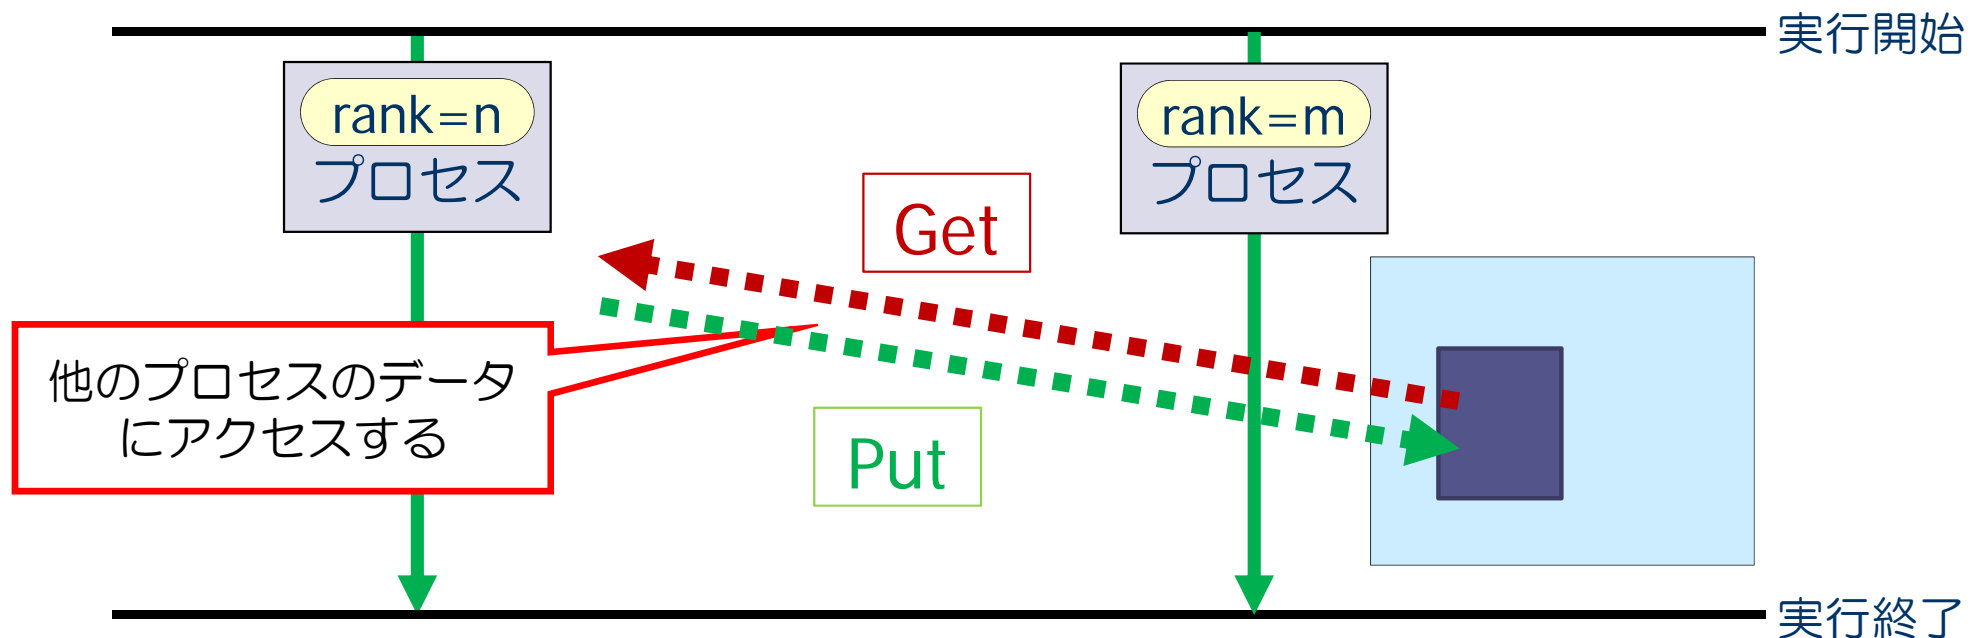 実行開始
rank=n
プロセス
rank=m
プロセス
Get
他のプロセスのデータ
にアクセスする
Put
実行終了